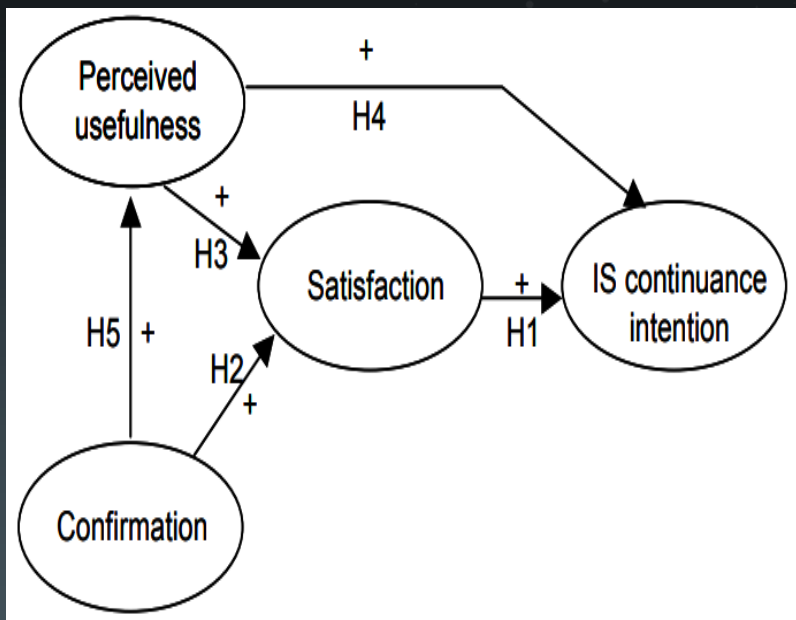 Perceived
usefulness
+
H4
+
H3
Satisfaction
+
H1
IS continuance
intention
H5
+
H2
+
Confirmation